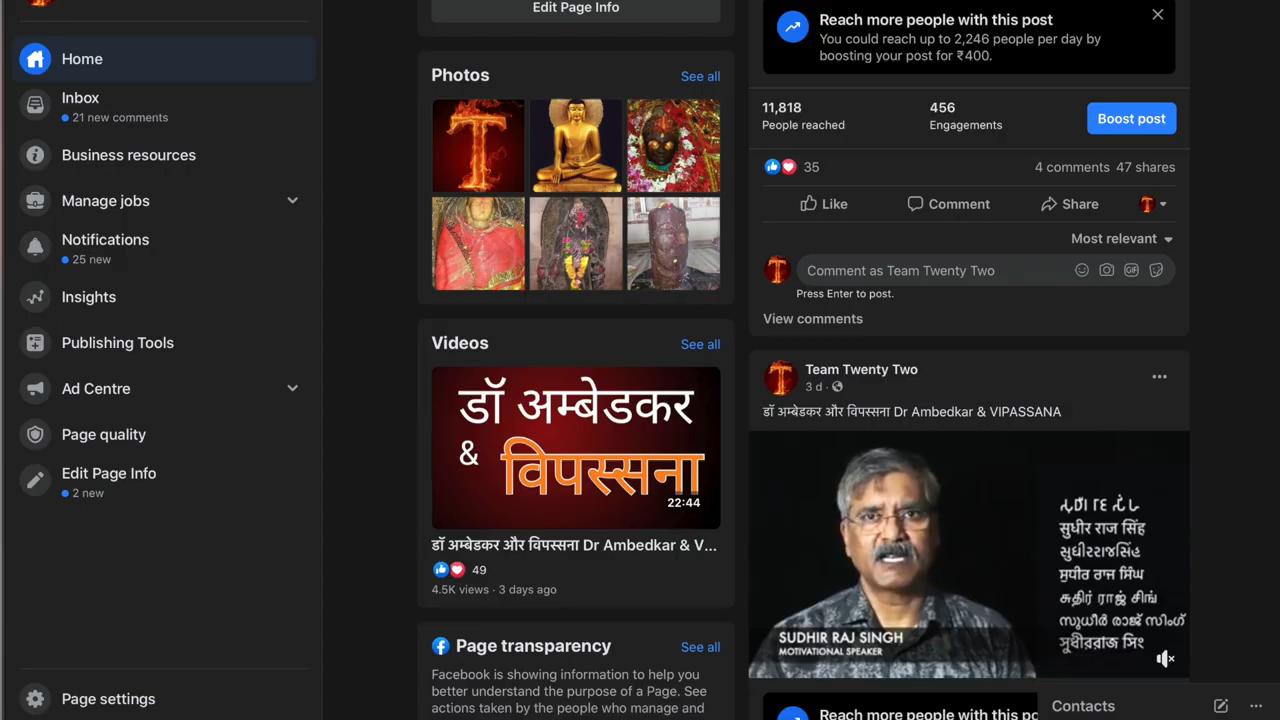 Home
Inbox
21 new comments
Business resources
Manage jobs
Notifications
25 new
Insights
Publishing Tools
Ad Centre
Page quality
Edit Page Info
2 new
Page settings
Edit Page Info
Photos
See all
T
Videos
See all
डॉ अम्बेडकर
&
विपस्सना
22:44
डॉ अम्बेडकर और विपस्सना Dr Ambedkar & V...
49
4.5K views · 3 days ago
Page transparency
See all
Facebook is showing information to help you
better understand the purpose of a Page. See
actions taken by the people who manage and
Reach more people with this post
You could reach up to 2,246 people per day by
boosting your post for ₹400.
11,818
People reached
456
Engagements
Boost post
35
4 comments 47 shares
Like
Comment
Share
Most relevant
Comment as Team Twenty Two
GIF
Press Enter to post.
View comments
Team Twenty Two
3 d ·
डॉ अम्बेडकर और विपस्सना Dr Ambedkar & VIPASSANA
सुधीर राज सिंह
SUDHIR RAJ SINGH
MOTIVATIONAL SPEAKER
Reach more people with this po
Contacts